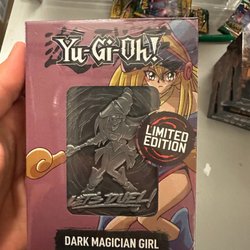 Yu-Gi-Oh!
LIMITED
EDITION
LET'S DUEL!
DARK MAGICIAN GIRL